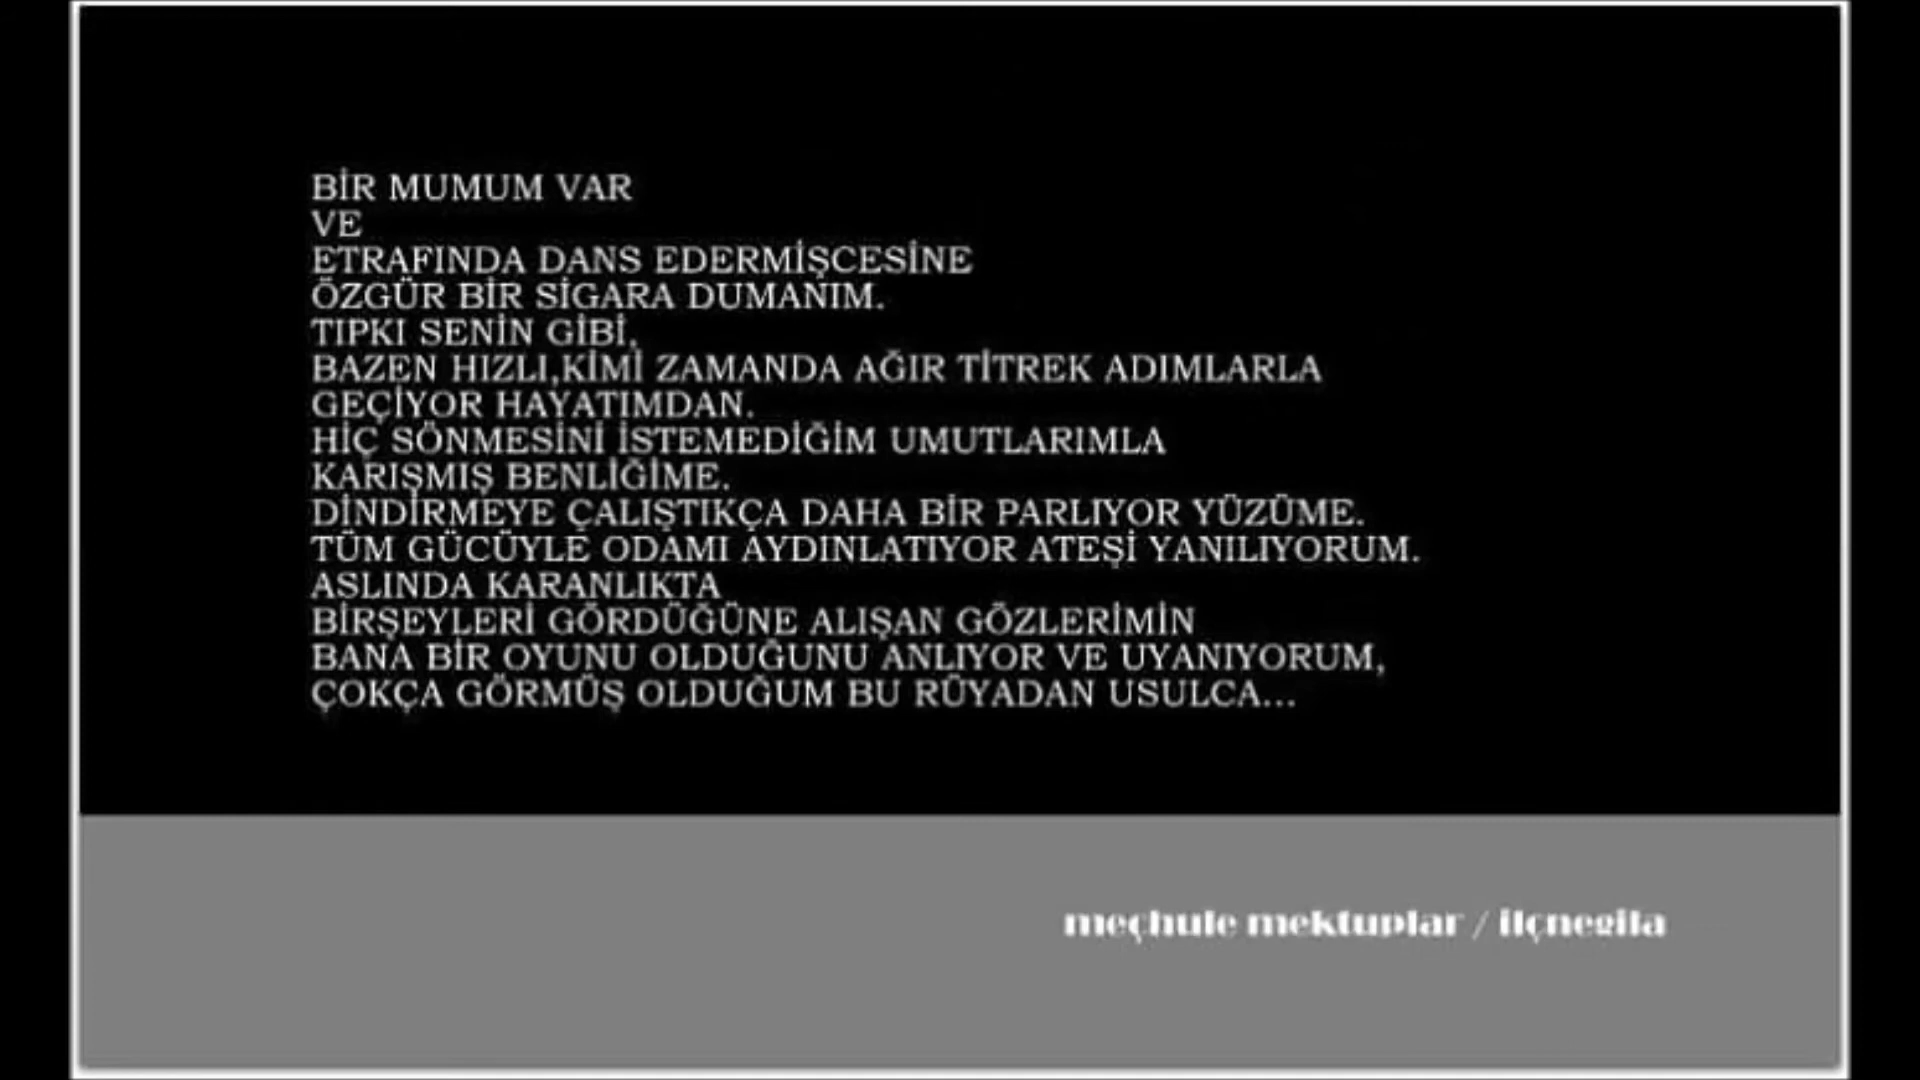 BİR MUMUM VAR
VE
ETRAFINDA DANS EDERMİŞCESİNE
ÖZGÜR BİR SİGARA DUMANIM.
TIPKI SENİN GİBİ,
BAZEN HIZLI,KİMİ ZAMANDA AĞIR TİTREK ADIMLARLA
GEÇİYOR HAYATIMDAN.
HİÇ SÖNMESİNİ İSTEMEDİĞİM UMUTLARIMLA
KARIŞMIŞ BENLİĞİME.
DİNDİRMEYE ÇALIŞTIKÇA DAHA BİR PARLIYOR YÜZÜME.
TÜM GÜCÜYLE ODAMI AYDINLATIYOR ATEŞİ YANILIYORUM.
ASLINDA KARANLIKTA
BİRŞEYLERİ GÖRDÜĞÜNE ALIŞAN GÖZLERİMİN
BANA BİR OYUNU OLDUĞUNU ANLIYOR VE UYANIYORUM,
ÇOKÇA GÖRMÜŞ OLDUĞUM BU RÜYADAN USULCA...
meçhule mektuplar /